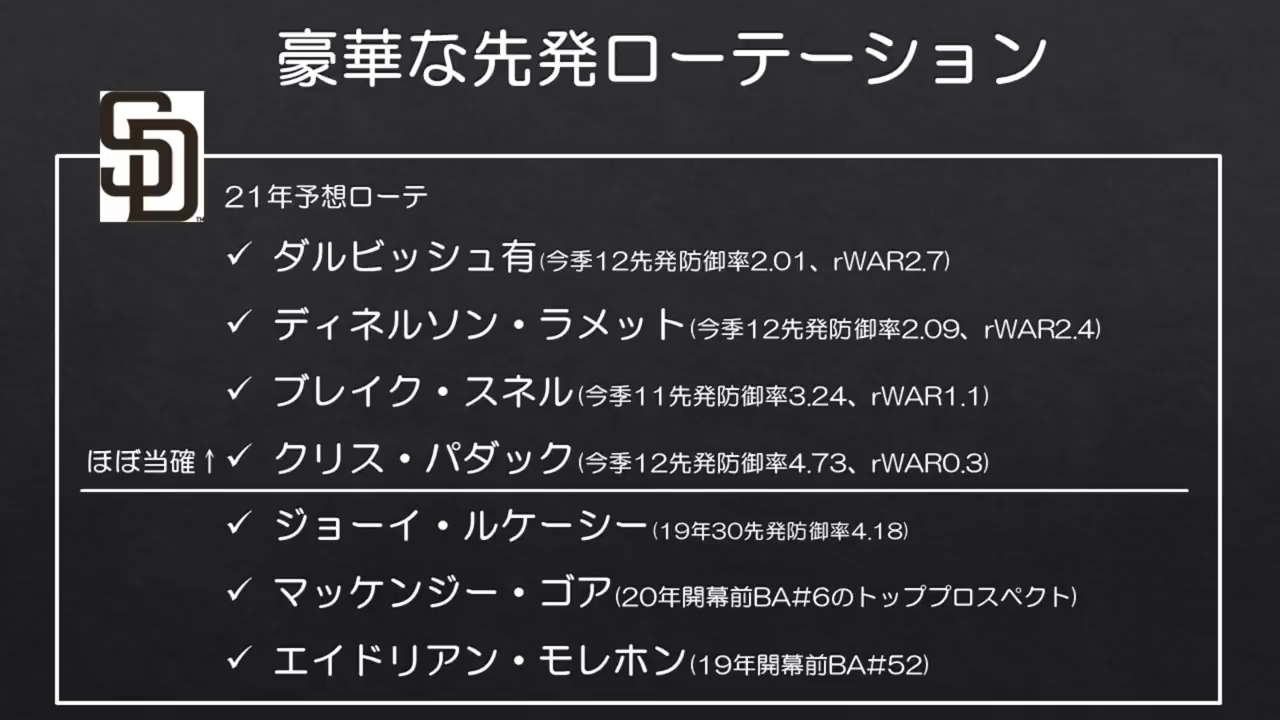 豪華な先発ローテーション
SD
TM
21年予想ローテ
✓ ダルビッシュ有(今季12先発防御率2.01、rWAR2.7)
✓ ディネルソン・ラメット(今季12先発防御率2.09、rWAR2.4)
✓ ブレイク・スネル(今季11先発防御率3.24、rWAR1.1)
ほぼ当確↑✓ クリス・パダック(今季12先発防御率4.73、rWAR0.3)
✓ ジョーイ・ルケーシー(19年30先発防御率4.18)
✓ マッケンジー・ゴア(20年開幕前BA#6のトッププロスペクト)
✓ エイドリアン・モレホン(19年開幕前BA#52)